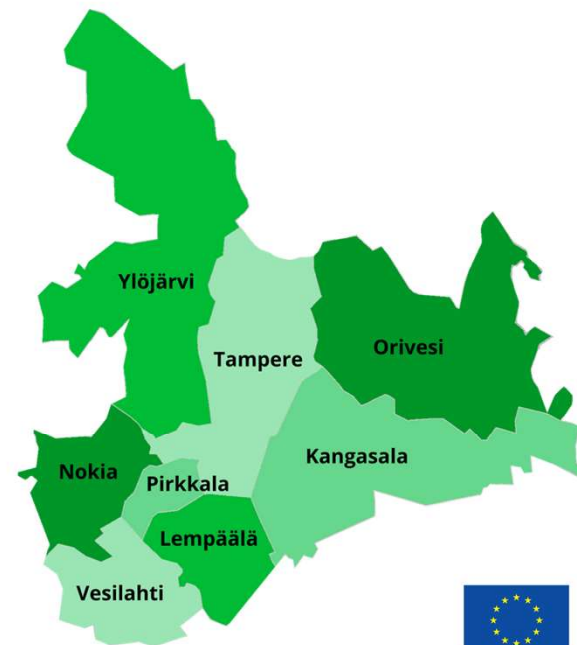 Ylöjärvi
Orivesi
Tampere
Kangasala
Nokia
Pirkkala
Lempäälä
Vesilahti